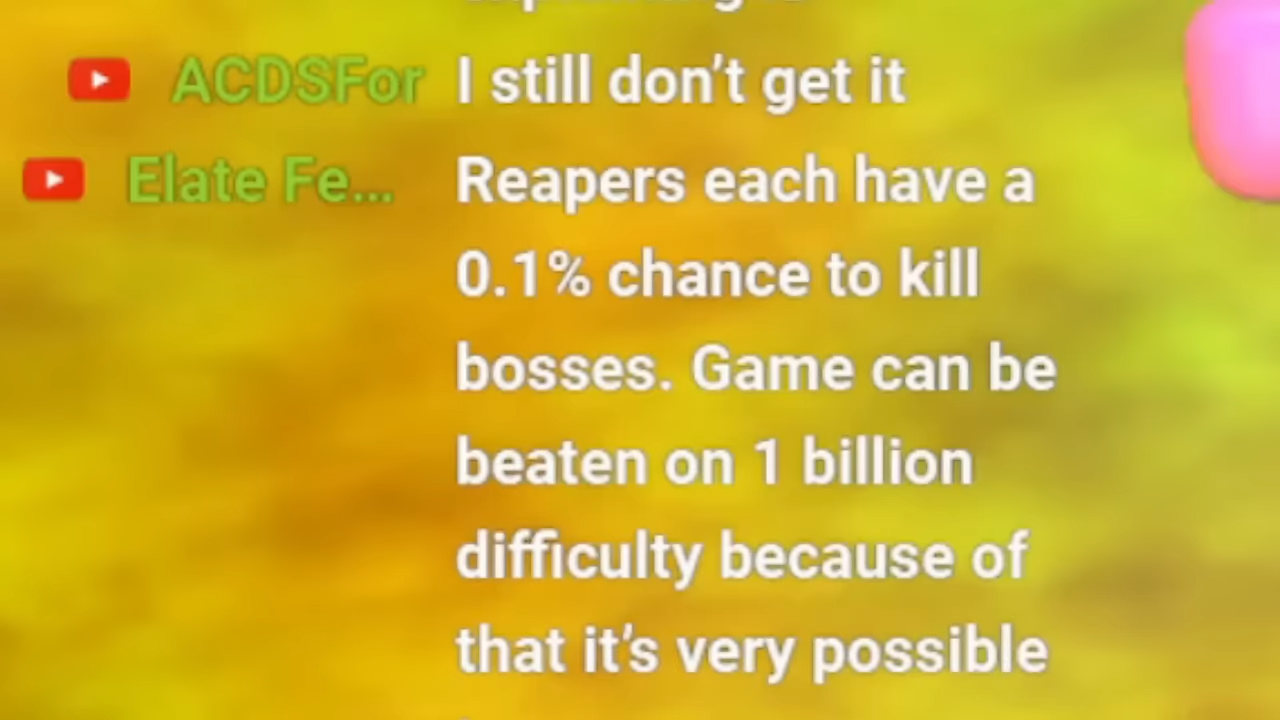 ACDSFor I still don't get it
Elate Fe... Reapers each have a
0.1% chance to kill
bosses. Game can be
beaten on 1 billion
difficulty because of
that it's very possible